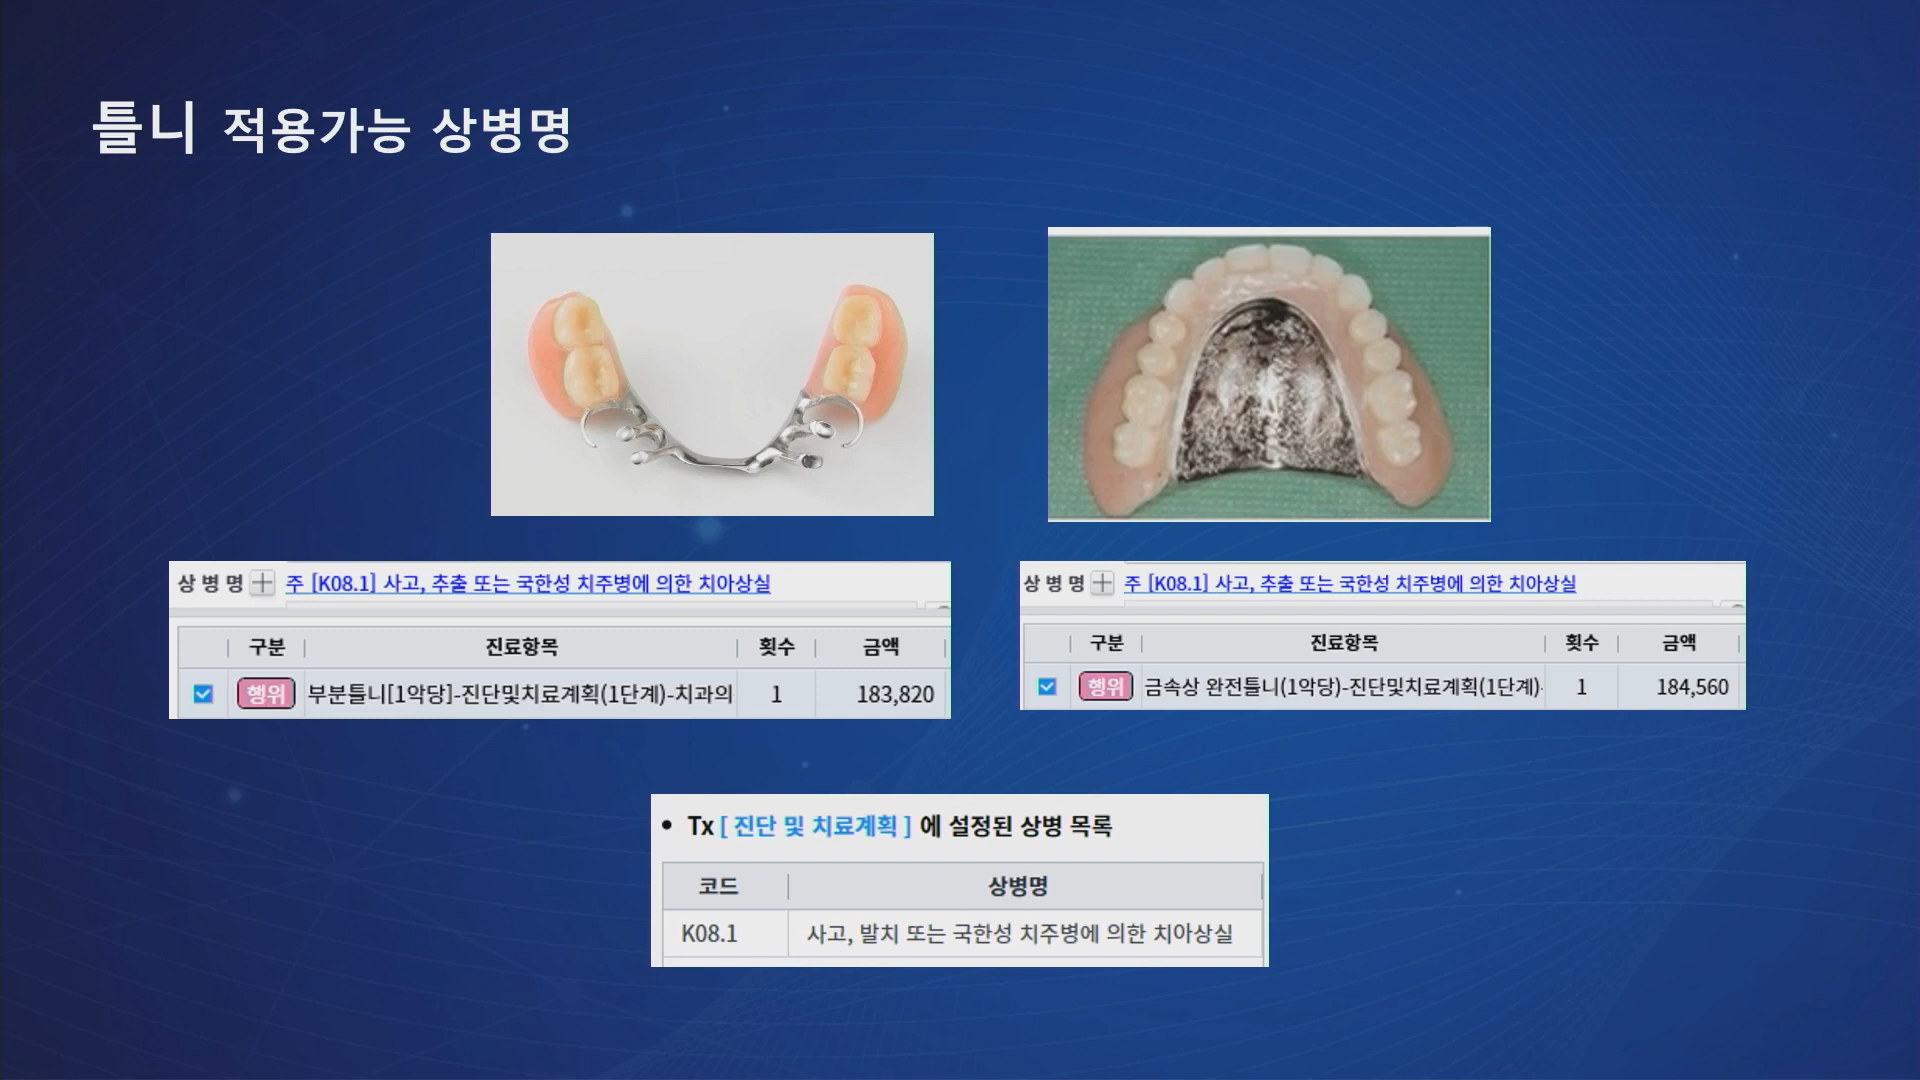 틀니 적용가능 상병명
상 병 명 + 주 [K08.1] 사고, 추출 또는 국한성 치주병에 의한 치아상실
구분 진료항목 횟수 금액
행위 부분틀니[1악당]-진단및치료계획(1단계)-치과의 1 183,820
상 병 명 + 주 [K08.1] 사고, 추출 또는 국한성 치주병에 의한 치아상실
구분 진료항목 횟수 금액
행위 금속상 완전틀니(1악당)-진단및치료계획(1단계)- 1 184,560
• Tx [ 진단 및 치료계획 ] 에 설정된 상병 목록
코드 상병명
K08.1 사고, 발치 또는 국한성 치주병에 의한 치아상실